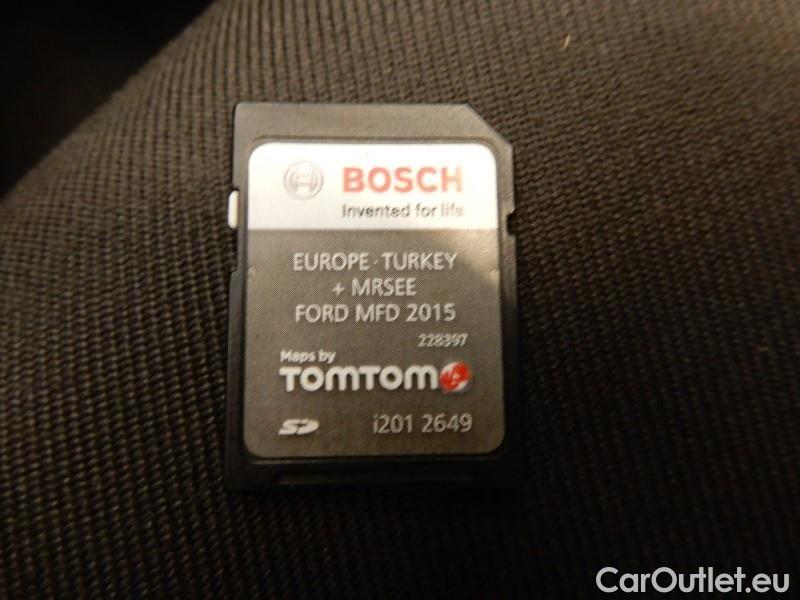 BOSCH
Invented for life
EUROPE · TURKEY
+ MRSEE
FORD MFD 2015
228397
Maps by
TOMTOM
SD
i201 2649
CarOutlet.eu